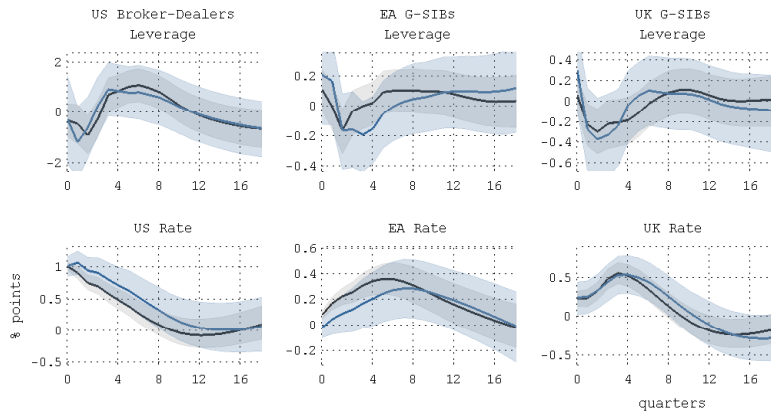 US Broker-Dealers
Leverage
EA G-SIBs
Leverage
UK G-SIBs
Leverage
2
0
-2
0 4 8 12 16
0.2
0
-0.2
-0.4
0 4 8 12 16
0.4
0.2
0
-0.2
-0.4
-0.6
0 4 8 12 16
US Rate
EA Rate
UK Rate
% points
1
0.5
0
-0.5
0 4 8 12 16
0.6
0.4
0.2
0
-0.2
0 4 8 12 16
0.5
0
-0.5
0 4 8 12 16
quarters